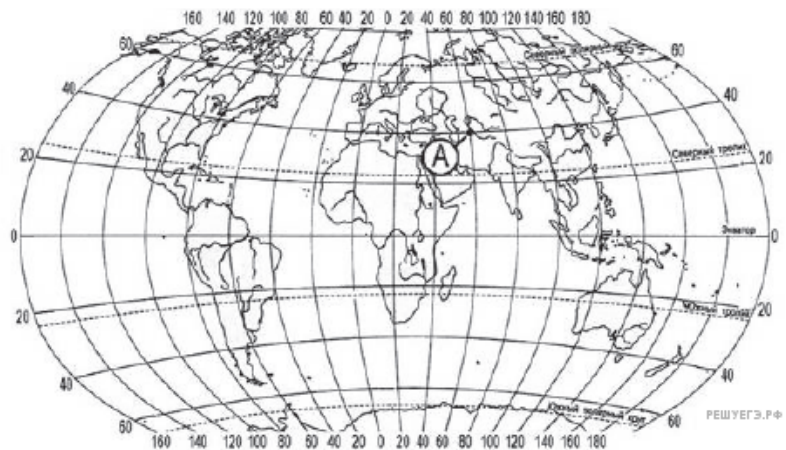 160 140 120 100 80 60 40 20 0 20 40 60 80 100 120 140 160 180
60 Северный полярный круг 60
40 40
А
20 Северный тропик 20
0 Экватор 0
20 Южный тропик 20
40 40
60 Южный полярный круг 60
РЕШУЕГЭ.РФ
160 140 120 100 80 60 40 20 0 20 40 60 80 100 120 140 160 180